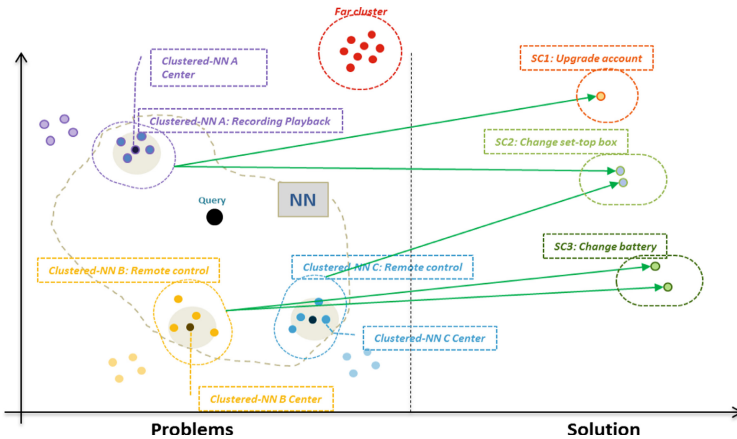 Far cluster
Clustered-NN A
Center
SC1: Upgrade account
Clustered-NN A: Recording Playback
SC2: Change set-top box
Query
NN
SC3: Change battery
Clustered-NN B: Remote control
Clustered-NN C: Remote control
Clustered-NN C Center
Clustered-NN B Center
Problems
Solution